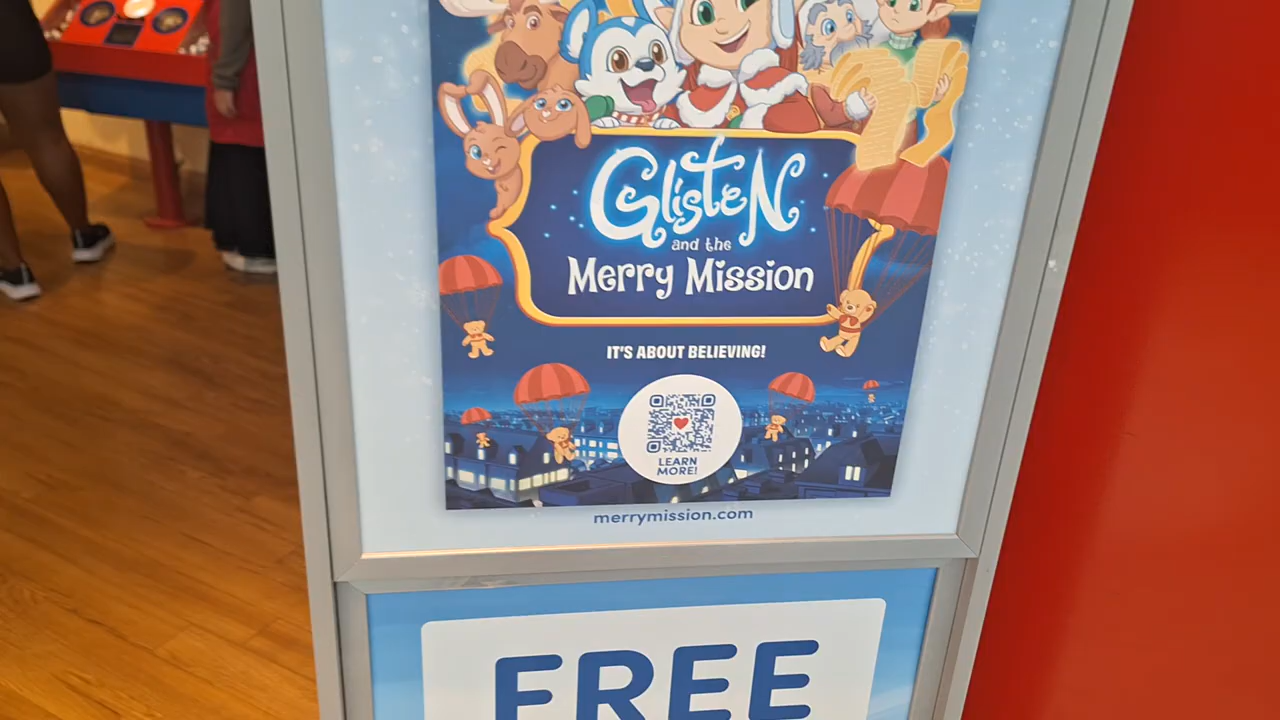 Glisten
and the
Merry Mission
IT'S ABOUT BELIEVING!
LEARN
MORE!
merrymission.com
FREE